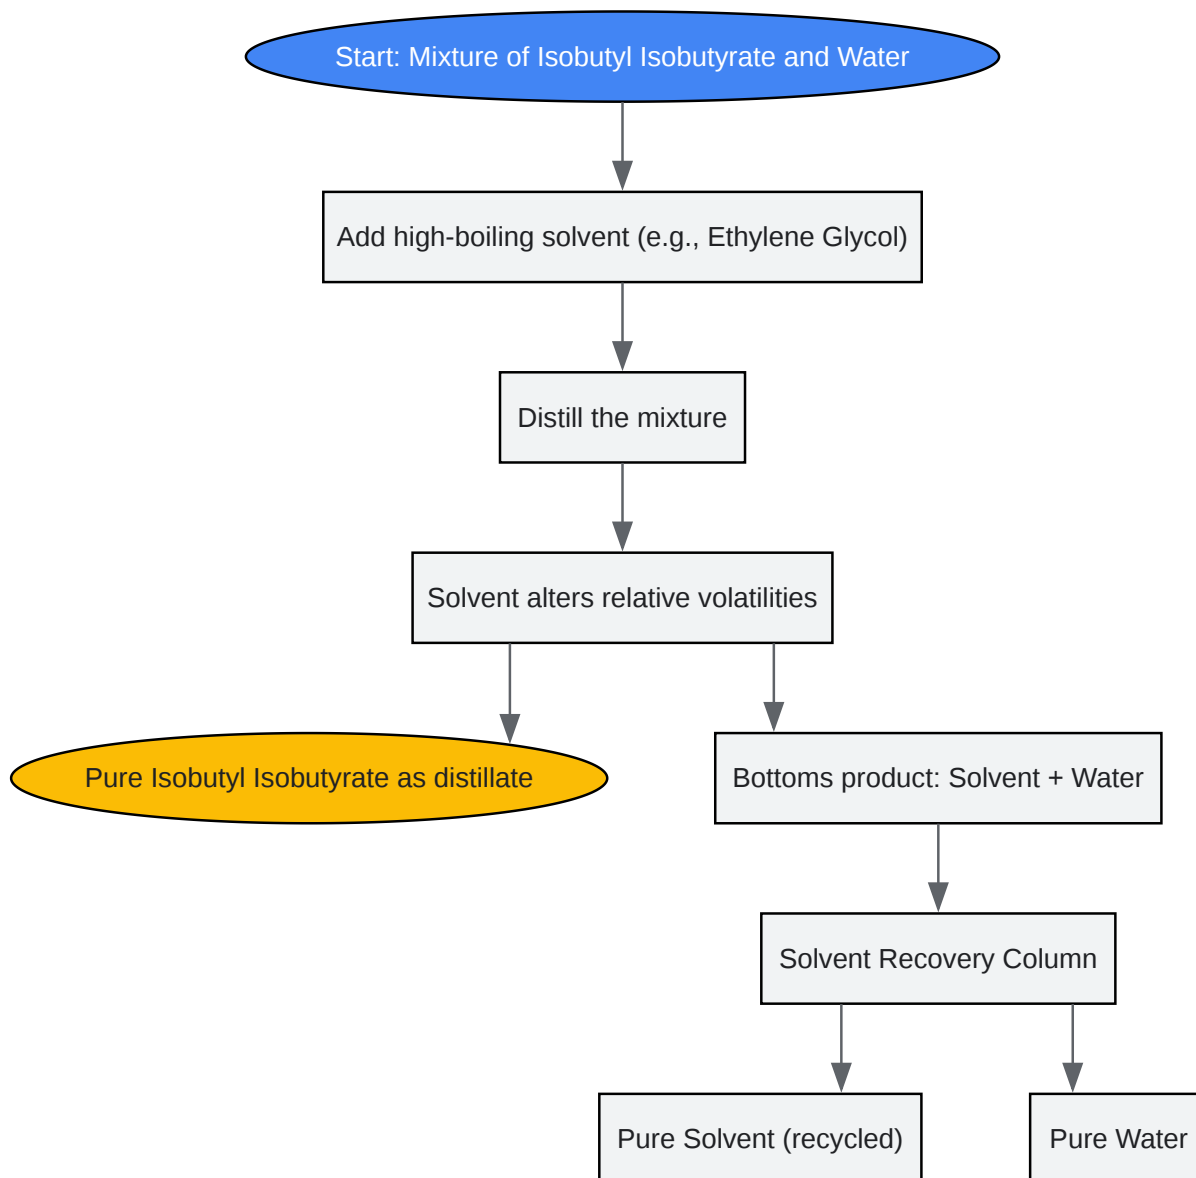 Start: Mixture of Isobutyl Isobutyrate and Water
Add high-boiling solvent (e.g., Ethylene Glycol)
Distill the mixture
Solvent alters relative volatilities
Pure Isobutyl Isobutyrate as distillate
Bottoms product: Solvent + Water
Solvent Recovery Column
Pure Solvent (recycled)
Pure Water